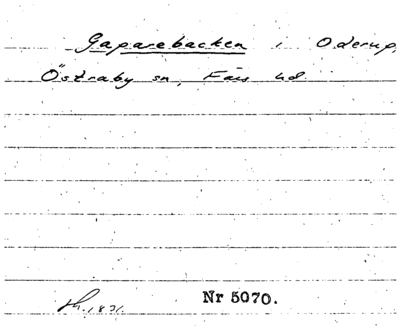 Gaparebacken i Oderup,
Östraby sn, Färs hd.
Nr 5070.